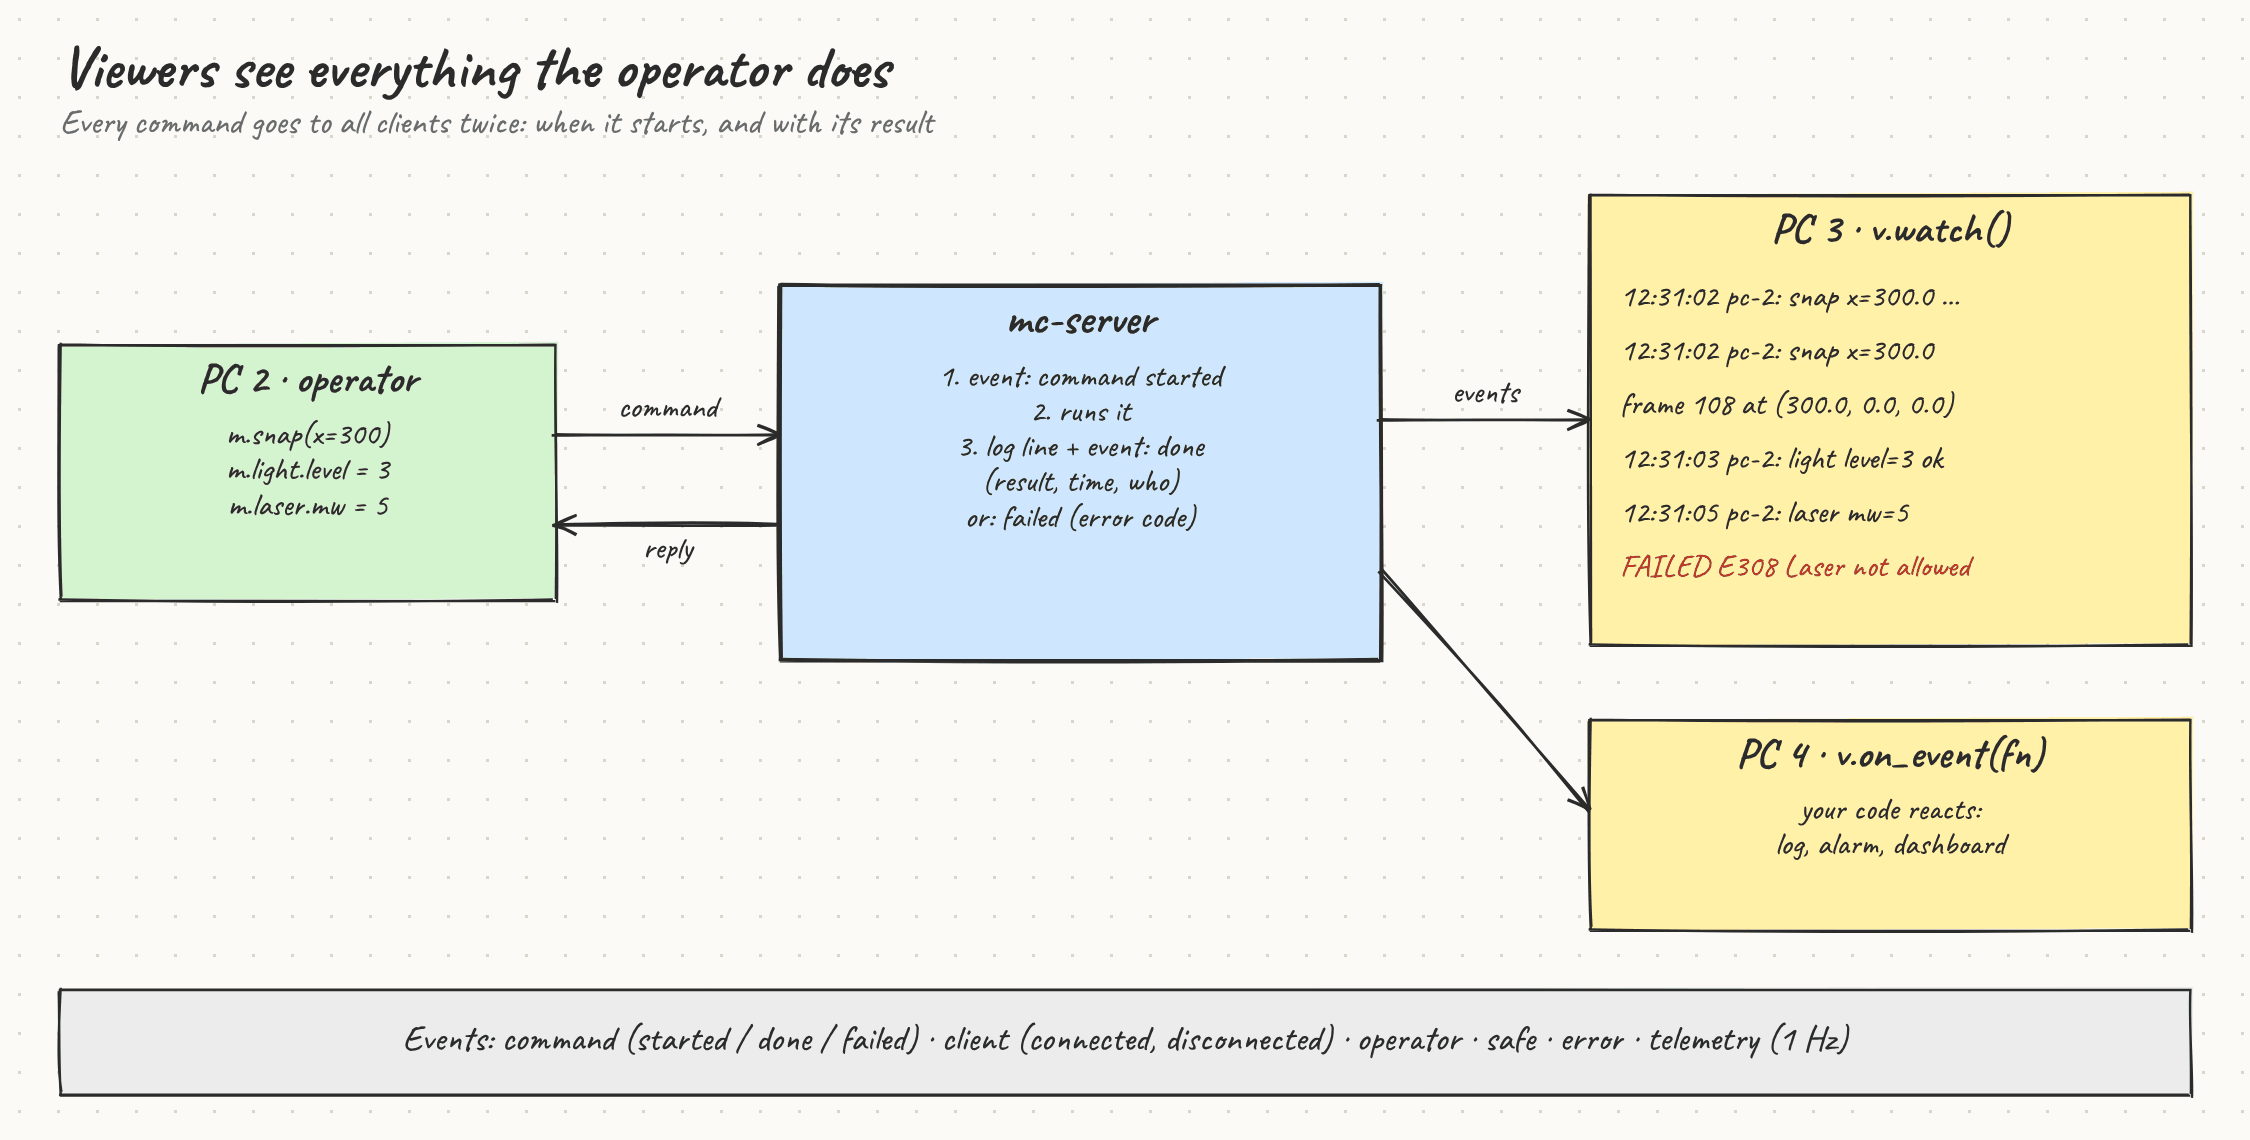 Viewers see everything the operator does
Every command goes to all clients twice: when it starts, and with its result
PC 2 · operator
m.snap(x=300)
m.light.level = 3
m.laser.mw = 5
command
reply
mc-server
1. event: command started
2. runs it
3. log line + event: done
(result, time, who)
or: failed (error code)
events
PC 3 · v.watch()
12:31:02 pc-2: snap x=300.0 ...
12:31:02 pc-2: snap x=300.0
frame 108 at (300.0, 0.0, 0.0)
12:31:03 pc-2: light level=3 ok
12:31:05 pc-2: laser mw=5
FAILED E308 Laser not allowed
PC 4 · v.on_event(fn)
your code reacts:
log, alarm, dashboard
Events: command (started / done / failed) · client (connected, disconnected) · operator · safe · error · telemetry (1 Hz)